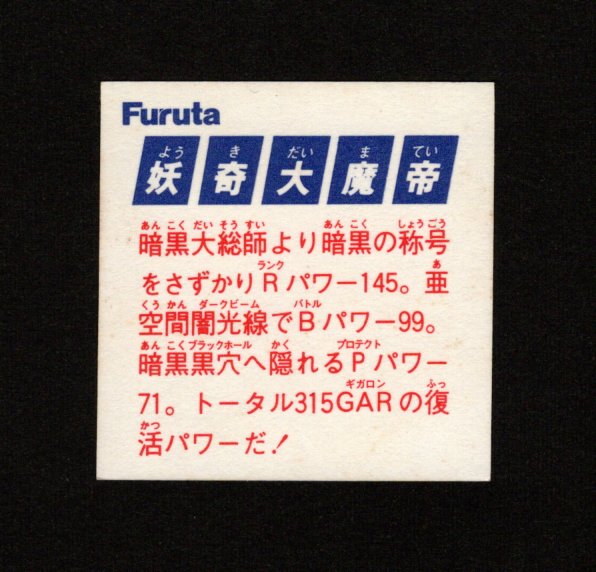 Furuta
よう き だい ま てい
妖奇大魔帝
あんこくだいそうすい あんこく しょうごう
暗黒大総師より暗黒の称号
ランク あ
をさずかりRパワー145。亜
くうかん ダークビーム バトル
空間闇光線でBパワー99。
あんこくブラックホール かく プロテクト
暗黒黒穴へ隠れるPパワー
ギガロン ふっ
71。トータル315GARの復
かつ
活パワーだ!